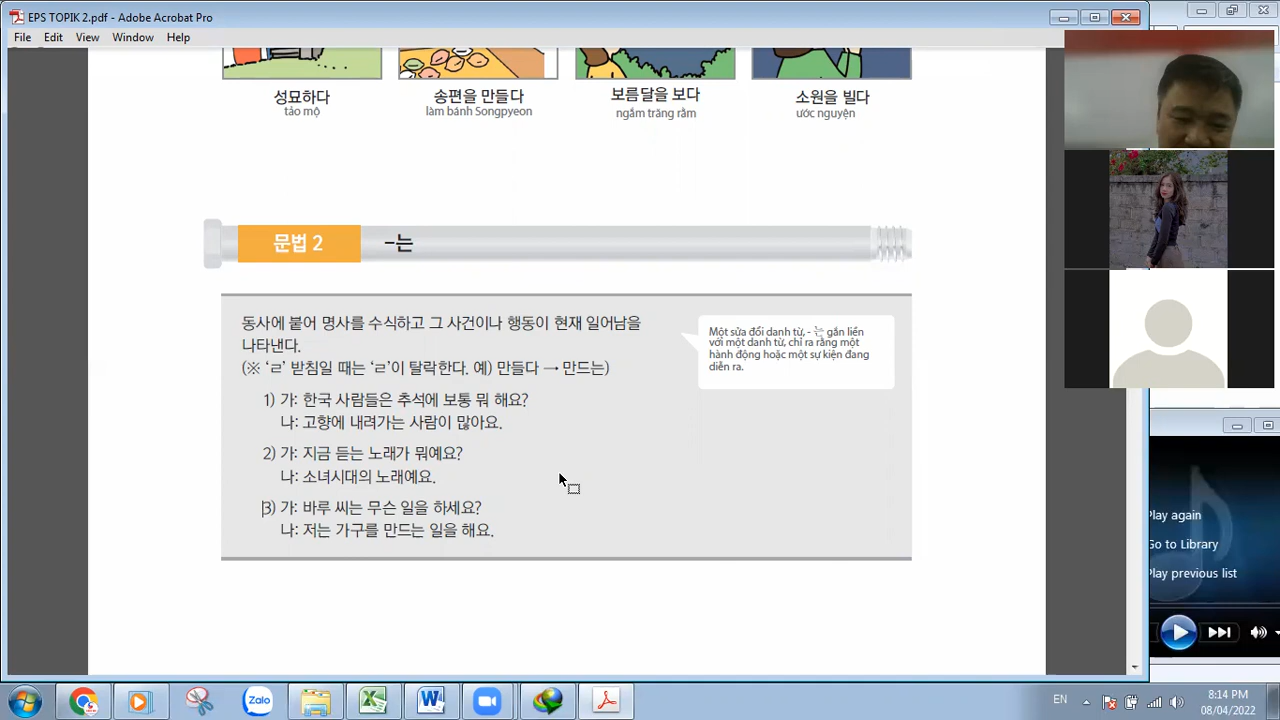 EPS TOPIK 2.pdf - Adobe Acrobat Pro
File Edit View Window Help
성묘하다 송편을 만들다 보름달을 보다 소원을 빌다
tảo mộ làm bánh Songpyeon ngắm trăng rằm ước nguyện
문법 2 -는
동사에 붙어 명사를 수식하고 그 사건이나 행동이 현재 일어남을
나타낸다.
(※ ‘ㄹ’ 받침일 때는 ‘ㄹ’이 탈락한다. 예) 만들다 → 만드는)
1) 가: 한국 사람들은 추석에 보통 뭐 해요?
나: 고향에 내려가는 사람이 많아요.
2) 가: 지금 듣는 노래가 뭐예요?
나: 소녀시대의 노래예요.
3) 가: 바루 씨는 무슨 일을 하세요?
나: 저는 가구를 만드는 일을 해요.
Một sửa đổi danh từ, -는 gắn liền
với một danh từ, chỉ ra rằng một
hành động hoặc một sự kiện đang
diễn ra.
Play again
Go to Library
Play previous list
Zalo
EN
8:14 PM
08/04/2022